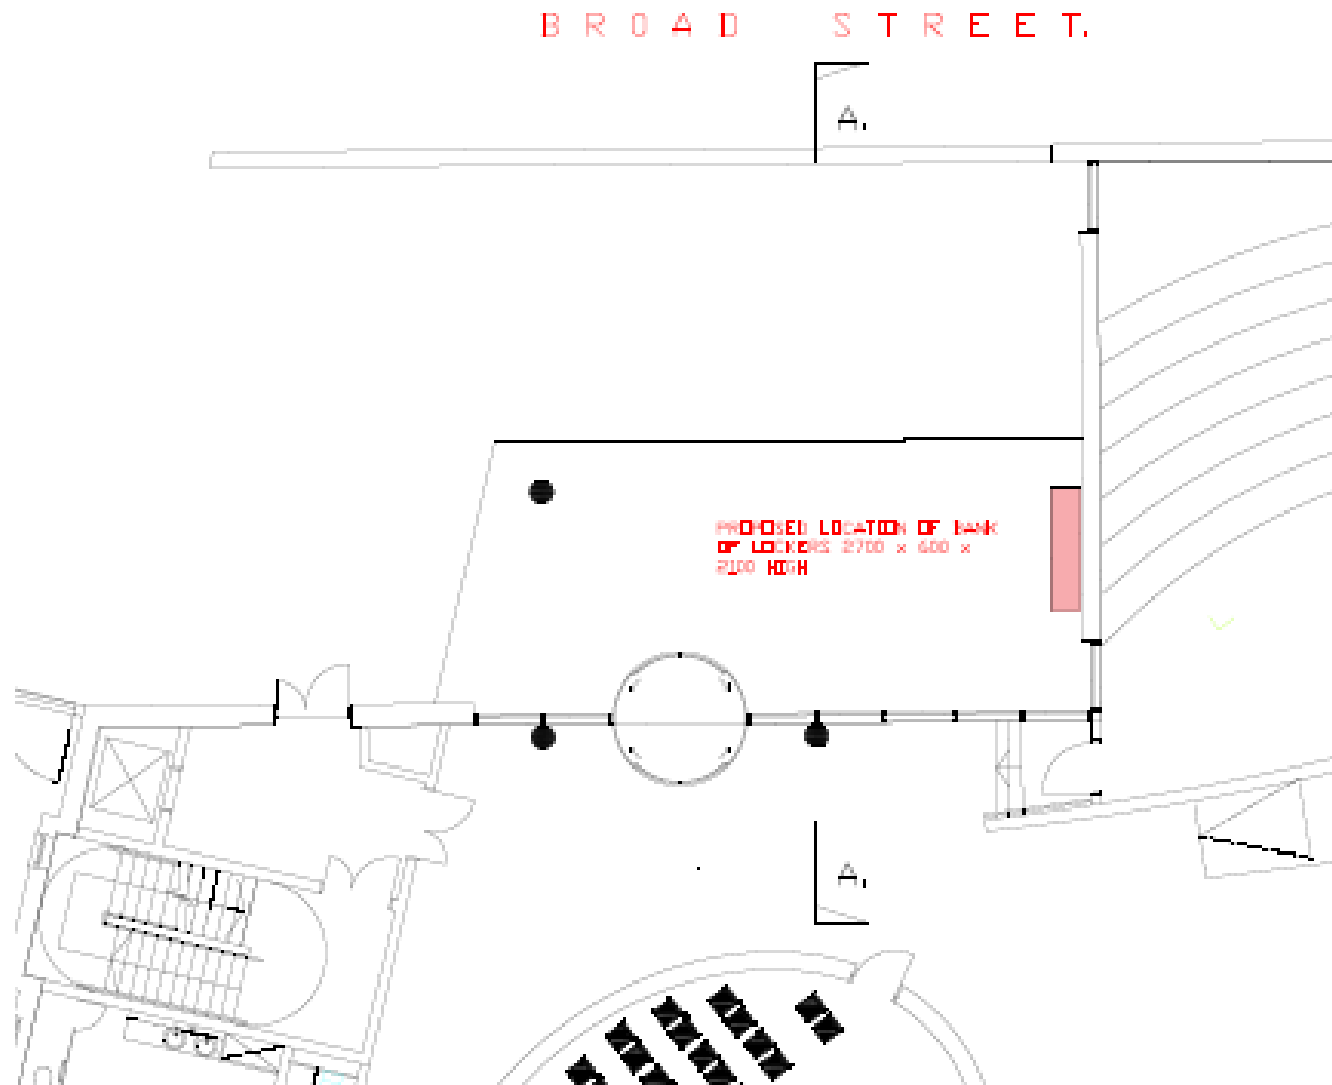 BROAD STREET.
A.
PROPOSED LOCATION OF BANK
OF LOCKERS 2700 x 600 x
2100 HIGH
A.